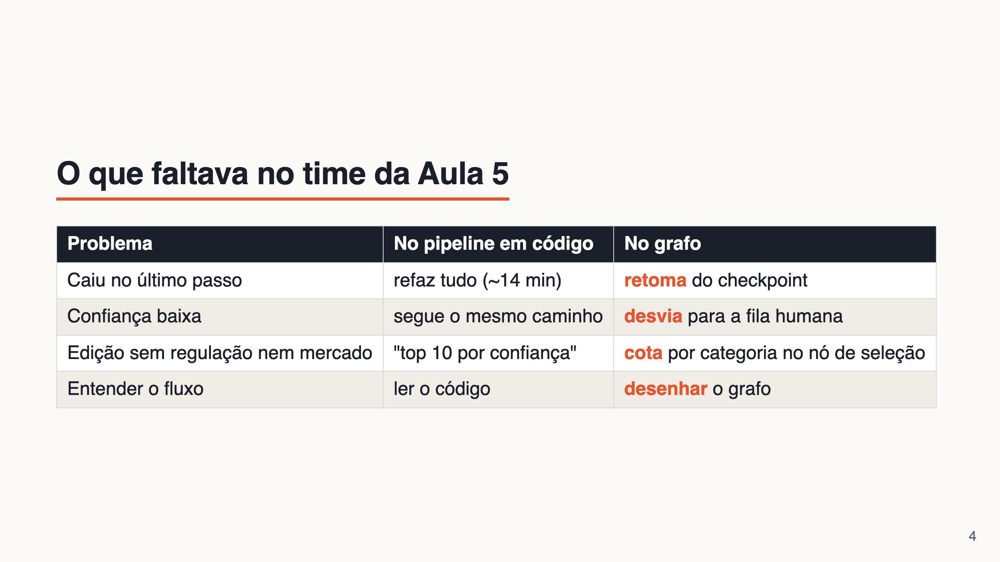 O que faltava no time da Aula 5
Problema No pipeline em código No grafo
Caiu no último passo refaz tudo (~14 min) retoma do checkpoint
Confiança baixa segue o mesmo caminho desvia para a fila humana
Edição sem regulação nem mercado "top 10 por confiança" cota por categoria no nó de seleção
Entender o fluxo ler o código desenhar o grafo
4